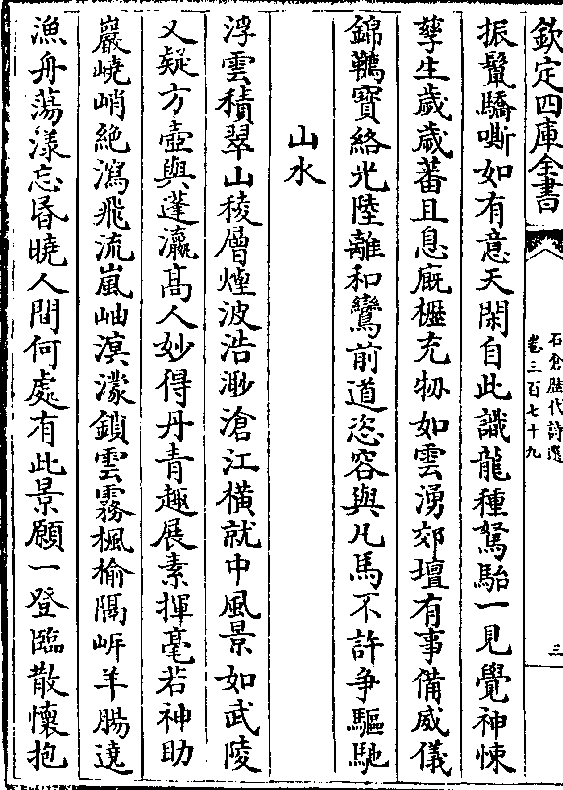 欽定四庫全書
石倉歷代詩選
卷三百七十九
三
振鬣驕嘶如有意天閑自此識龍種駑駘一見覺神悚
孳生歲歲蕃且息廐櫪充牣如雲湧郊壇有事備威儀
錦韉寶絡光陸離和鸞前道恣容與凡馬不許争驅馳
山水
浮雲積翠山稜層煙波浩渺滄江橫就中風景如武陵
又疑方壺與蓬瀛高人妙得丹青趣展素揮毫若神助
巖嶢峭絶瀉飛流嵐岫溟濛鎖雲霧楓榆隔㟁羊腸遶
漁舟蕩漾忘昏曉人間何處有此景願一登臨散懷抱